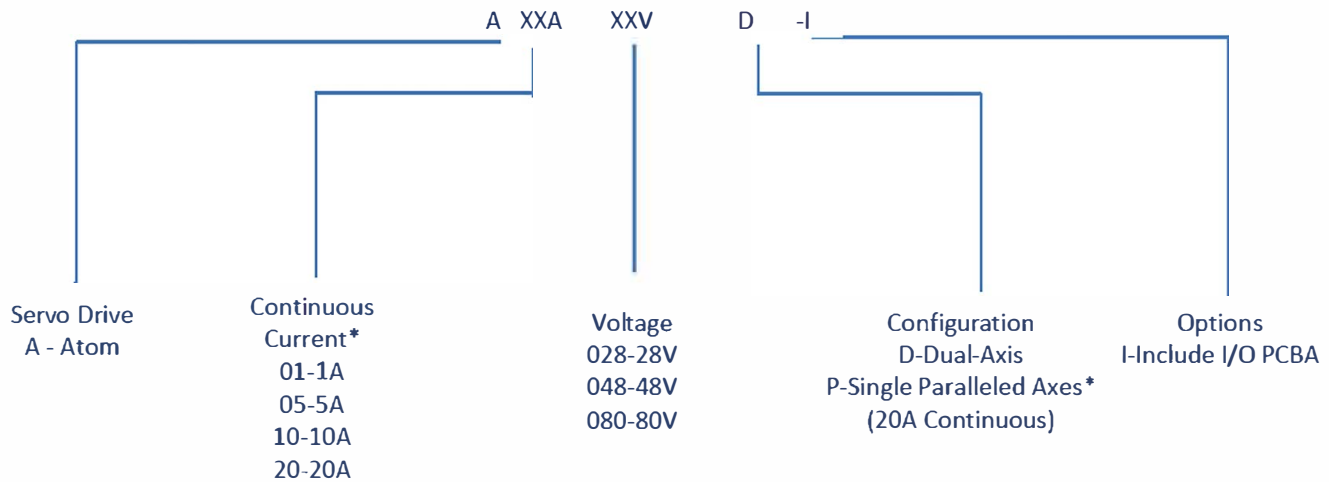 A XXA XXV D -I
Servo Drive
A - Atom
Continuous
Current*
01-1A
05-5A
10-10A
20-20A
Voltage
028-28V
048-48V
080-80V
Configuration
D-Dual-Axis
P-Single Paralleled Axes*
(20A Continuous)
Options
I-Include I/O PCBA